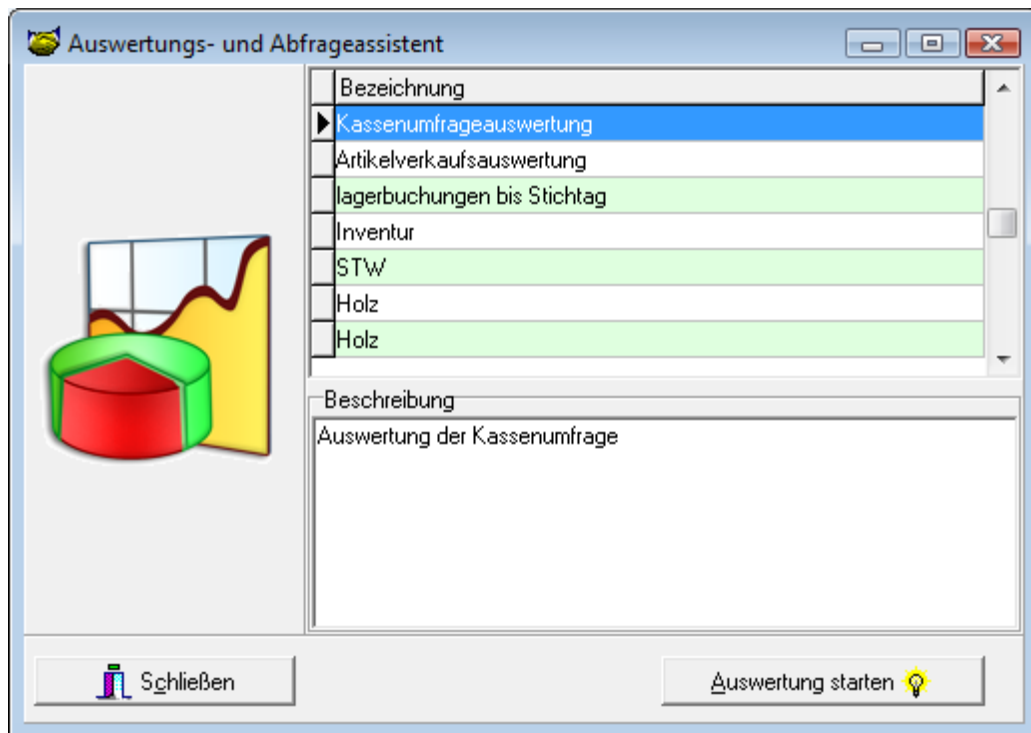 Auswertungs- und Abfrageassistent
Bezeichnung
Kassenumfrageauswertung
Artikelverkaufsauswertung
lagerbuchungen bis Stichtag
Inventur
STW
Holz
Holz
Beschreibung
Auswertung der Kassenumfrage
Schließen
Auswertung starten